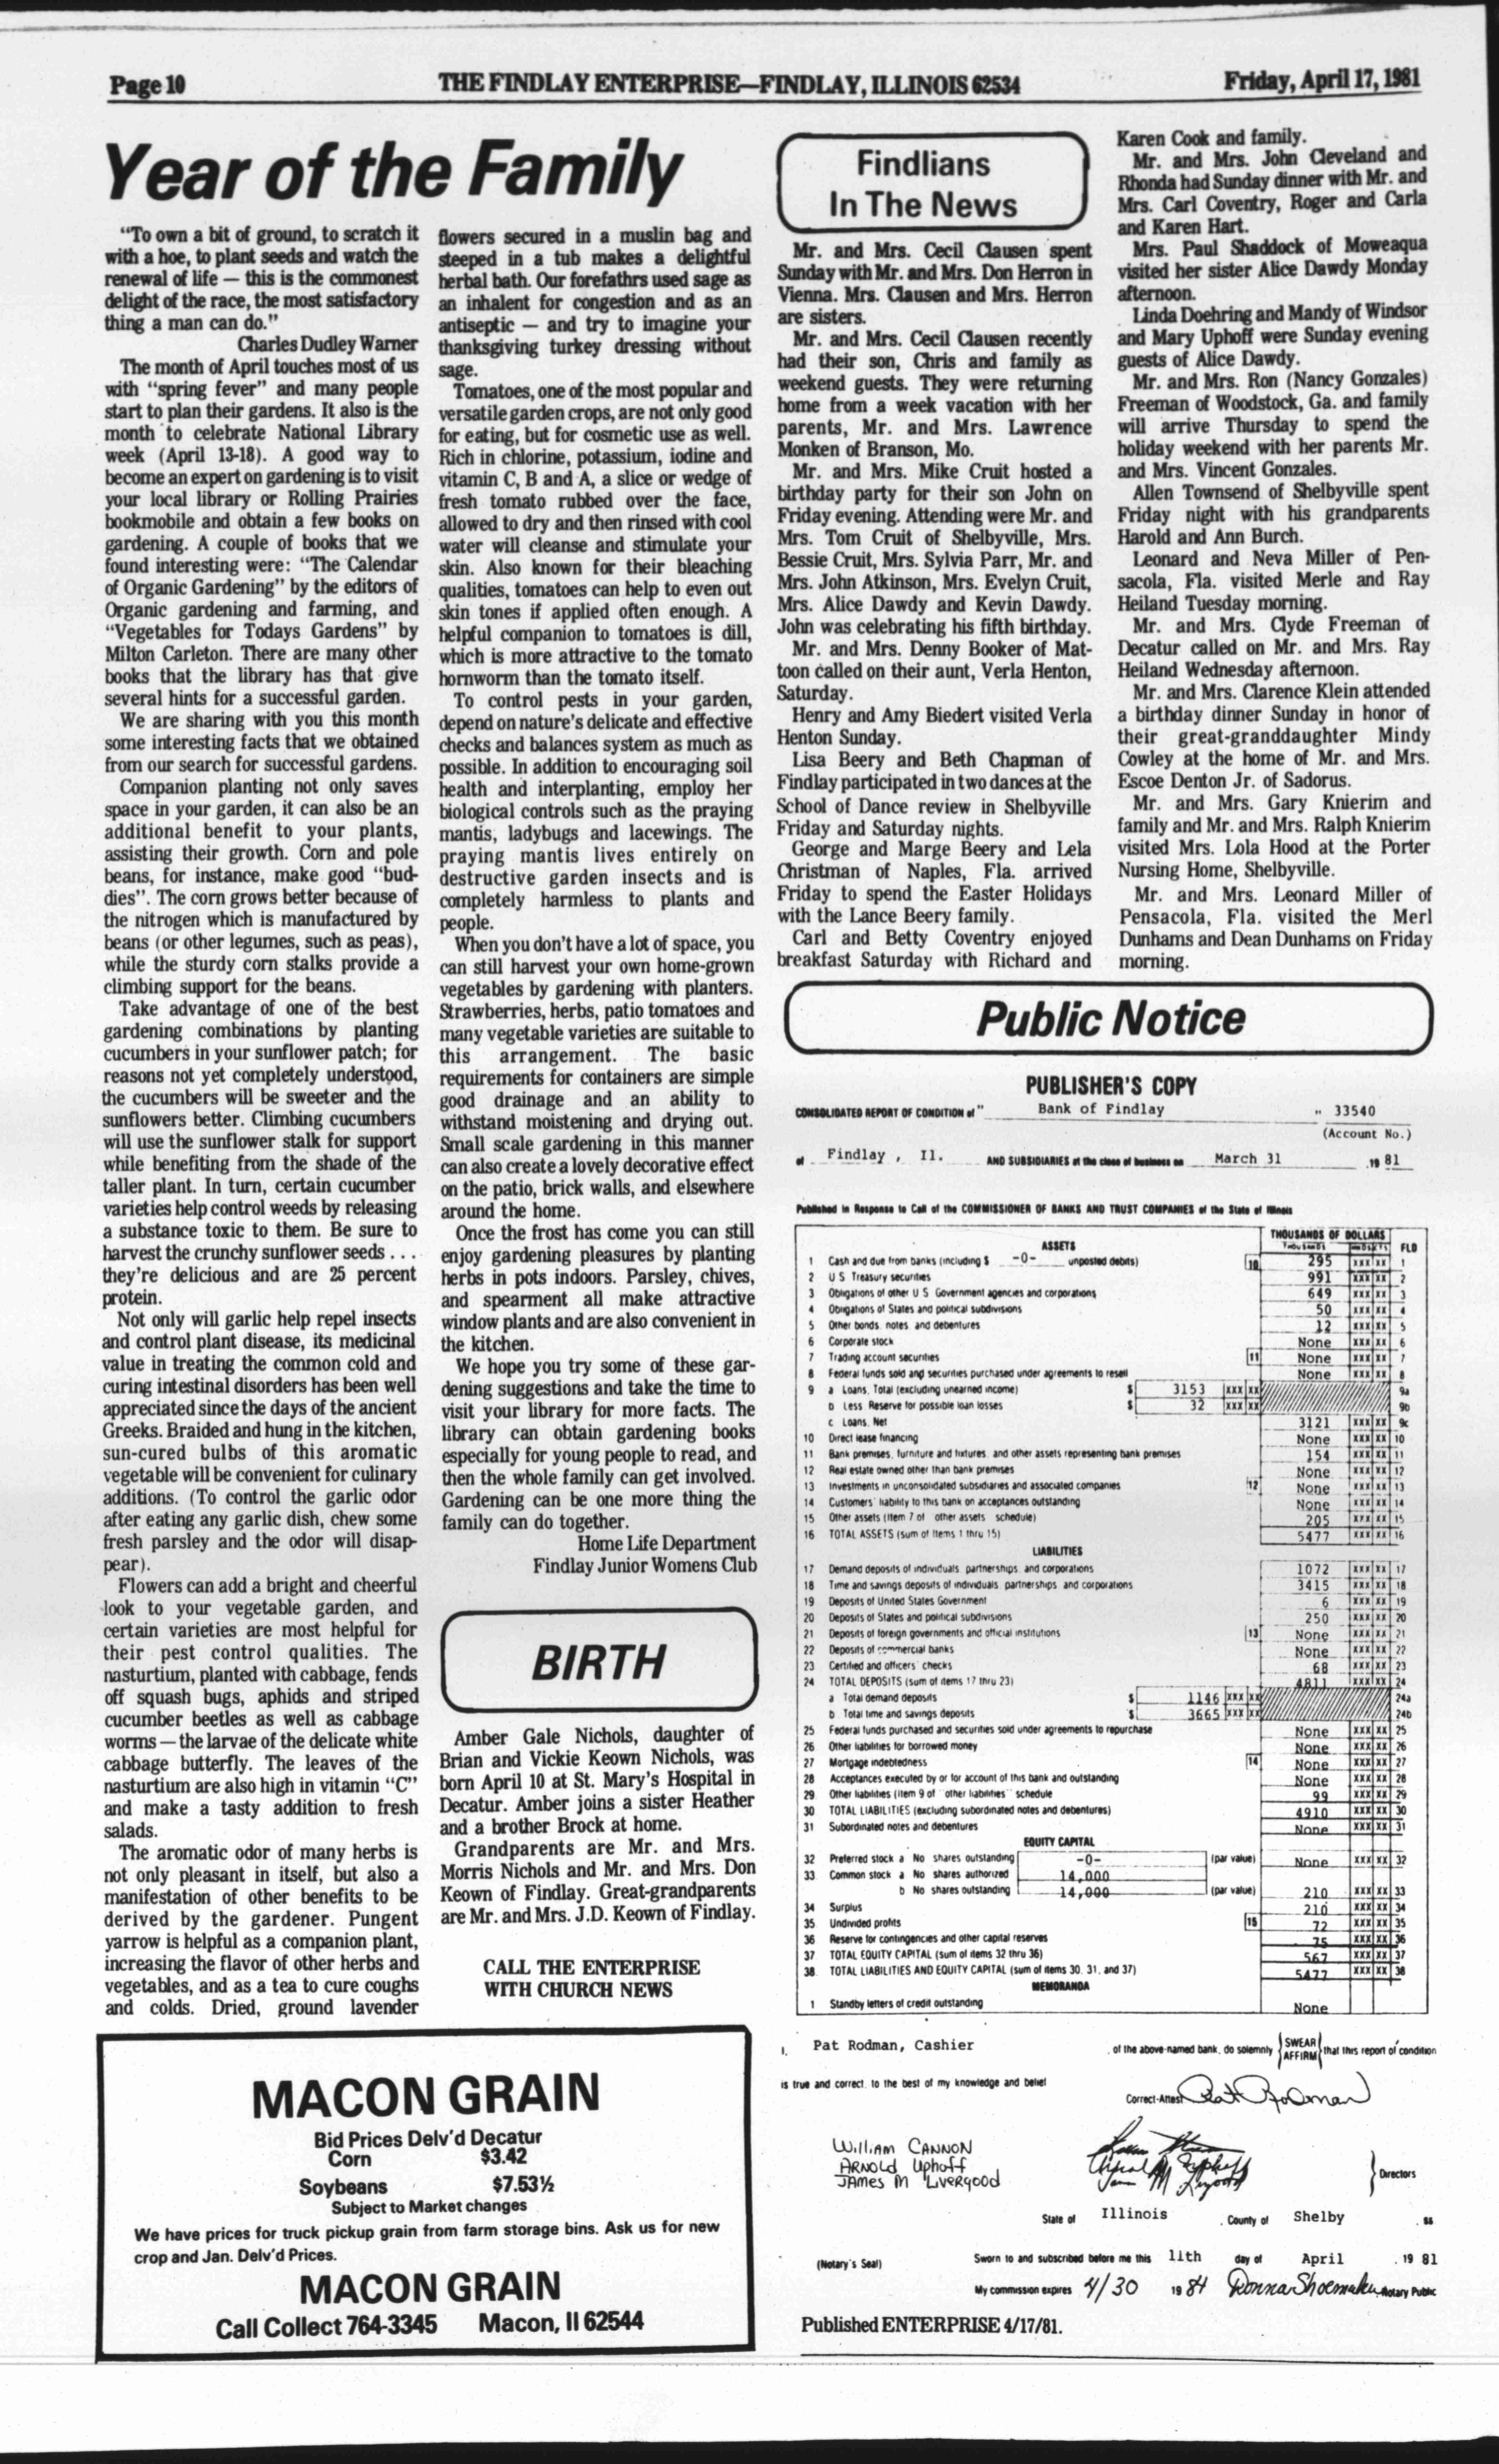 Page 10
THE FINDLAY ENTERPRISE—FINDLAY, ILLINOIS 62534
Friday, April 17, 1981
Year of the Family
"To own a bit of ground, to scratch it
with a hoe, to plant seeds and watch the
renewal of life — this is the commonest
delight of the race, the most satisfactory
thing a man can do."
Charles Dudley Warner
The month of April touches most of us
with "spring fever" and many people
start to plan their gardens. It also is the
month to celebrate National Library
week (April 13-18). A good way to
become an expert on gardening is to visit
your local library or Rolling Prairies
bookmobile and obtain a few books on
gardening. A couple of books that we
found interesting were: "The Calendar
of Organic Gardening" by the editors of
Organic gardening and farming, and
"Vegetables for Todays Gardens" by
Milton Carleton. There are many other
books that the library has that give
several hints for a successful garden.
We are sharing with you this month
some interesting facts that we obtained
from our search for successful gardens.
Companion planting not only saves
space in your garden, it can also be an
additional benefit to your plants,
assisting their growth. Corn and pole
beans, for instance, make good "bud-
dies". The corn grows better because of
the nitrogen which is manufactured by
beans (or other legumes, such as peas),
while the sturdy corn stalks provide a
climbing support for the beans.
Take advantage of one of the best
gardening combinations by planting
cucumbers in your sunflower patch; for
reasons not yet completely understood,
the cucumbers will be sweeter and the
sunflowers better. Climbing cucumbers
will use the sunflower stalk for support
while benefiting from the shade of the
taller plant. In turn, certain cucumber
varieties help control weeds by releasing
a substance toxic to them. Be sure to
harvest the crunchy sunflower seeds . . .
they're delicious and are 25 percent
protein.
Not only will garlic help repel insects
and control plant disease, its medicinal
value in treating the common cold and
curing intestinal disorders has been well
appreciated since the days of the ancient
Greeks. Braided and hung in the kitchen,
sun-cured bulbs of this aromatic
vegetable will be convenient for culinary
additions. (To control the garlic odor
after eating any garlic dish, chew some
fresh parsley and the odor will disap-
pear).
Flowers can add a bright and cheerful
look to your vegetable garden, and
certain varieties are most helpful for
their pest control qualities. The
nasturtium, planted with cabbage, fends
off squash bugs, aphids and striped
cucumber beetles as well as cabbage
worms — the larvae of the delicate white
cabbage butterfly. The leaves of the
nasturtium are also high in vitamin "C"
and make a tasty addition to fresh
salads.
The aromatic odor of many herbs is
not only pleasant in itself, but also a
manifestation of other benefits to be
derived by the gardener. Pungent
yarrow is helpful as a companion plant,
increasing the flavor of other herbs and
vegetables, and as a tea to cure coughs
and colds. Dried, ground lavender
flowers secured in a muslin bag and
steeped in a tub makes a delightful
herbal bath. Our forefathrs used sage as
an inhalent for congestion and as an
antiseptic — and try to imagine your
thanksgiving turkey dressing without
sage.
Tomatoes, one of the most popular and
versatile garden crops, are not only good
for eating, but for cosmetic use as well.
Rich in chlorine, potassium, iodine and
vitamin C, B and A, a slice or wedge of
fresh tomato rubbed over the face,
allowed to dry and then rinsed with cool
water will cleanse and stimulate your
skin. Also known for their bleaching
qualities, tomatoes can help to even out
skin tones if applied often enough. A
helpful companion to tomatoes is dill,
which is more attractive to the tomato
hornworm than the tomato itself.
To control pests in your garden,
depend on nature's delicate and effective
checks and balances system as much as
possible. In addition to encouraging soil
health and interplanting, employ her
biological controls such as the praying
mantis, ladybugs and lacewings. The
praying mantis lives entirely on
destructive garden insects and is
completely harmless to plants and
people.
When you don't have a lot of space, you
can still harvest your own home-grown
vegetables by gardening with planters.
Strawberries, herbs, patio tomatoes and
many vegetable varieties are suitable to
this arrangement. The basic
requirements for containers are simple
good drainage and an ability to
withstand moistening and drying out.
Small scale gardening in this manner
can also create a lovely decorative effect
on the patio, brick walls, and elsewhere
around the home.
Once the frost has come you can still
enjoy gardening pleasures by planting
herbs in pots indoors. Parsley, chives,
and spearment all make attractive
window plants and are also convenient in
the kitchen.
We hope you try some of these gar-
dening suggestions and take the time to
visit your library for more facts. The
library can obtain gardening books
especially for young people to read, and
then the whole family can get involved.
Gardening can be one more thing the
family can do together.
Home Life Department
Findlay Junior Womens Club
BIRTH
Amber Gale Nichols, daughter of
Brian and Vickie Keown Nichols, was
born April 10 at St. Mary's Hospital in
Decatur. Amber joins a sister Heather
and a brother Brock at home.
Grandparents are Mr. and Mrs.
Morris Nichols and Mr. and Mrs. Don
Keown of Findlay. Great-grandparents
are Mr. and Mrs. J.D. Keown of Findlay.
CALL THE ENTERPRISE
WITH CHURCH NEWS
MACON GRAIN
Bid Prices Delv'd Decatur
Corn $3.42
Soybeans $7.53½
Subject to Market changes
We have prices for truck pickup grain from farm storage bins. Ask us for new
crop and Jan. Delv'd Prices.
MACON GRAIN
Call Collect 764-3345 Macon, Il 62544
Findlians
In The News
Mr. and Mrs. Cecil Clausen spent
Sunday with Mr. and Mrs. Don Herron in
Vienna. Mrs. Clausen and Mrs. Herron
are sisters.
Mr. and Mrs. Cecil Clausen recently
had their son, Chris and family as
weekend guests. They were returning
home from a week vacation with her
parents, Mr. and Mrs. Lawrence
Monken of Branson, Mo.
Mr. and Mrs. Mike Cruit hosted a
birthday party for their son John on
Friday evening. Attending were Mr. and
Mrs. Tom Cruit of Shelbyville, Mrs.
Bessie Cruit, Mrs. Sylvia Parr, Mr. and
Mrs. John Atkinson, Mrs. Evelyn Cruit,
Mrs. Alice Dawdy and Kevin Dawdy.
John was celebrating his fifth birthday.
Mr. and Mrs. Denny Booker of Mat-
toon called on their aunt, Verla Henton,
Saturday.
Henry and Amy Biedert visited Verla
Henton Sunday.
Lisa Beery and Beth Chapman of
Findlay participated in two dances at the
School of Dance review in Shelbyville
Friday and Saturday nights.
George and Marge Beery and Lela
Christman of Naples, Fla. arrived
Friday to spend the Easter Holidays
with the Lance Beery family.
Carl and Betty Coventry enjoyed
breakfast Saturday with Richard and
Karen Cook and family.
Mr. and Mrs. John Cleveland and
Rhonda had Sunday dinner with Mr. and
Mrs. Carl Coventry, Roger and Carla
and Karen Hart.
Mrs. Paul Shaddock of Moweaqua
visited her sister Alice Dawdy Monday
afternoon.
Linda Doehring and Mandy of Windsor
and Mary Uphoff were Sunday evening
guests of Alice Dawdy.
Mr. and Mrs. Ron (Nancy Gonzales)
Freeman of Woodstock, Ga. and family
will arrive Thursday to spend the
holiday weekend with her parents Mr.
and Mrs. Vincent Gonzales.
Allen Townsend of Shelbyville spent
Friday night with his grandparents
Harold and Ann Burch.
Leonard and Neva Miller of Pen-
sacola, Fla. visited Merle and Ray
Heiland Tuesday morning.
Mr. and Mrs. Clyde Freeman of
Decatur called on Mr. and Mrs. Ray
Heiland Wednesday afternoon.
Mr. and Mrs. Clarence Klein attended
a birthday dinner Sunday in honor of
their great-granddaughter Mindy
Cowley at the home of Mr. and Mrs.
Escoe Denton Jr. of Sadorus.
Mr. and Mrs. Gary Knierim and
family and Mr. and Mrs. Ralph Knierim
visited Mrs. Lola Hood at the Porter
Nursing Home, Shelbyville.
Mr. and Mrs. Leonard Miller of
Pensacola, Fla. visited the Merl
Dunhams and Dean Dunhams on Friday
morning.
Public Notice
PUBLISHER'S COPY
CONSOLIDATED REPORT OF CONDITION of " Bank of Findlay " 33540
(Account No.)
of Findlay , Il. AND SUBSIDIARIES at the close of business on March 31 , 19 81
Published in Response to Call of the COMMISSIONER OF BANKS AND TRUST COMPANIES of the State of Illinois
THOUSANDS OF DOLLARS
ASSETS THOUSANDS FLD
1 Cash and due from banks (including $ -0- unposted debits) 10 295 XXX XX 1
2 U S Treasury securities 991 XXX XX 2
3 Obligations of other U S Government agencies and corporations 649 XXX XX 3
4 Obligations of States and political subdivisions 50 XXX XX 4
5 Other bonds, notes, and debentures 12 XXX XX 5
6 Corporate stock None XXX XX 6
7 Trading account securities 11 None XXX XX 7
8 Federal funds sold and securities purchased under agreements to resell None XXX XX 8
9 a Loans, Total (excluding unearned income) $ 3153 XXX XX 9a
b Less Reserve for possible loan losses $ 32 XXX XX 9b
c Loans, Net 3121 XXX XX 9c
10 Direct lease financing None XXX XX 10
11 Bank premises, furniture and fixtures, and other assets representing bank premises 154 XXX XX 11
12 Real estate owned other than bank premises None XXX XX 12
13 Investments in unconsolidated subsidiaries and associated companies 12 None XXX XX 13
14 Customers' liability to this bank on acceptances outstanding None XXX XX 14
15 Other assets (Item 7 of "other assets" schedule) 205 XXX XX 15
16 TOTAL ASSETS (sum of Items 1 thru 15) 5477 XXX XX 16
LIABILITIES
17 Demand deposits of individuals, partnerships, and corporations 1072 XXX XX 17
18 Time and savings deposits of individuals, partnerships, and corporations 3415 XXX XX 18
19 Deposits of United States Government 6 XXX XX 19
20 Deposits of States and political subdivisions 250 XXX XX 20
21 Deposits of foreign governments and official institutions 13 None XXX XX 21
22 Deposits of commercial banks None XXX XX 22
23 Certified and officers' checks 68 XXX XX 23
24 TOTAL DEPOSITS (sum of items 17 thru 23) 4811 XXX XX 24
a Total demand deposits $ 1146 XXX XX 24a
b Total time and savings deposits $ 3665 XXX XX 24b
25 Federal funds purchased and securities sold under agreements to repurchase None XXX XX 25
26 Other liabilities for borrowed money None XXX XX 26
27 Mortgage indebtedness 14 None XXX XX 27
28 Acceptances executed by or for account of this bank and outstanding None XXX XX 28
29 Other liabilities (Item 9 of "other liabilities" schedule 99 XXX XX 29
30 TOTAL LIABILITIES (excluding subordinated notes and debentures) 4910 XXX XX 30
31 Subordinated notes and debentures None XXX XX 31
EQUITY CAPITAL
32 Preferred stock a No shares outstanding -0- (par value) None XXX XX 32
33 Common stock a No shares authorized 14,000
b No shares outstanding 14,000 (par value) 210 XXX XX 33
34 Surplus 210 XXX XX 34
35 Undivided profits 15 72 XXX XX 35
36 Reserve for contingencies and other capital reserves 75 XXX XX 36
37 TOTAL EQUITY CAPITAL (sum of items 32 thru 36) 567 XXX XX 37
38 TOTAL LIABILITIES AND EQUITY CAPITAL (sum of items 30, 31, and 37) 5477 XXX XX 38
MEMORANDA
1 Standby letters of credit outstanding None
I, Pat Rodman, Cashier , of the above-named bank, do solemnly SWEAR AFFIRM that this report of condition
is true and correct, to the best of my knowledge and belief
Correct-Attest Pat Rodman
William Cannon
Arnold Uphoff
James M Livergood
Directors
State of Illinois , County of Shelby , ss
(Notary's Seal) Sworn to and subscribed before me this 11th day of April , 19 81
My commission expires 4/30 19 84 Donna Shoemaker, Notary Public
Published ENTERPRISE 4/17/81.